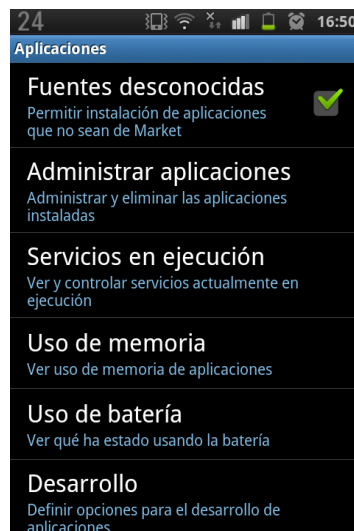 24 16:50
Aplicaciones
Fuentes desconocidas
Permitir instalación de aplicaciones
que no sean de Market
Administrar aplicaciones
Administrar y eliminar las aplicaciones
instaladas
Servicios en ejecución
Ver y controlar servicios actualmente en
ejecución
Uso de memoria
Ver uso de memoria de aplicaciones
Uso de batería
Ver qué ha estado usando la batería
Desarrollo
Definir opciones para el desarrollo de
aplicaciones